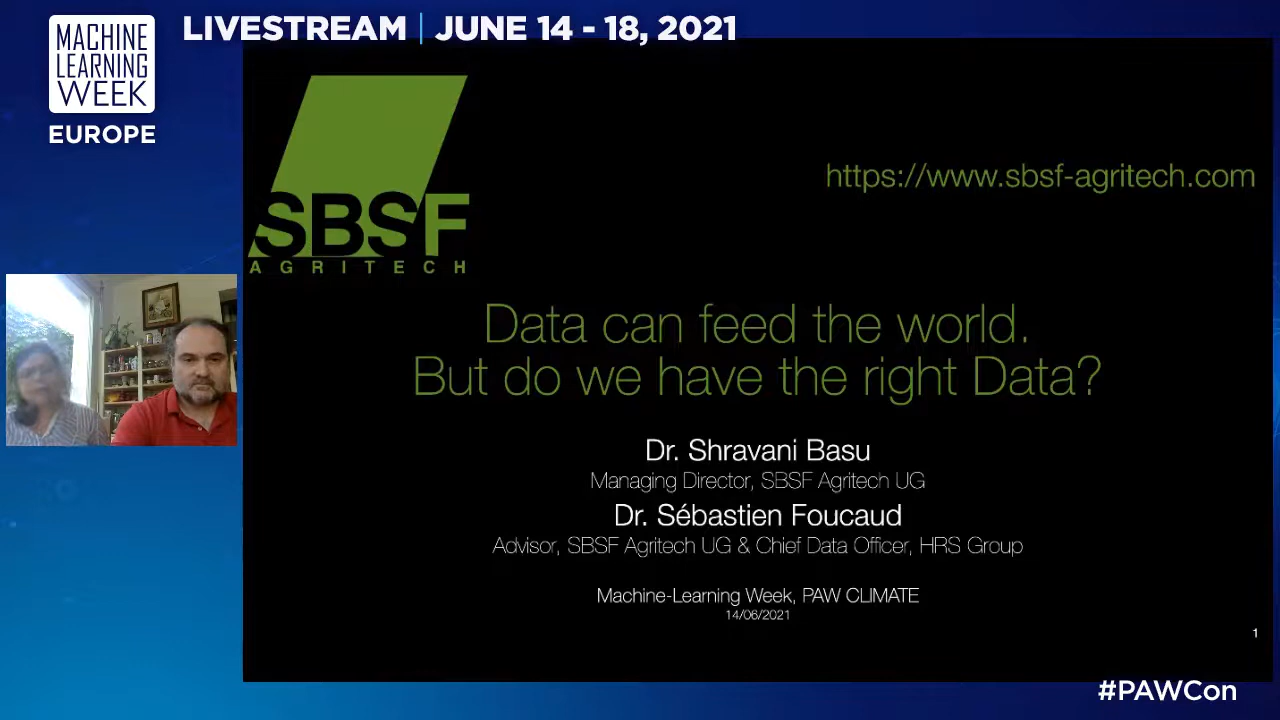 LIVESTREAM | JUNE 14 - 18, 2021
MACHINE
LEARNING
WEEK
EUROPE
SBSF
AGRITECH
https://www.sbsf-agritech.com
Data can feed the world.
But do we have the right Data?
Dr. Shravani Basu
Managing Director, SBSF Agritech UG
Dr. Sébastien Foucaud
Advisor, SBSF Agritech UG & Chief Data Officer, HRS Group
Machine-Learning Week, PAW CLIMATE
14/06/2021
1
#PAWCon